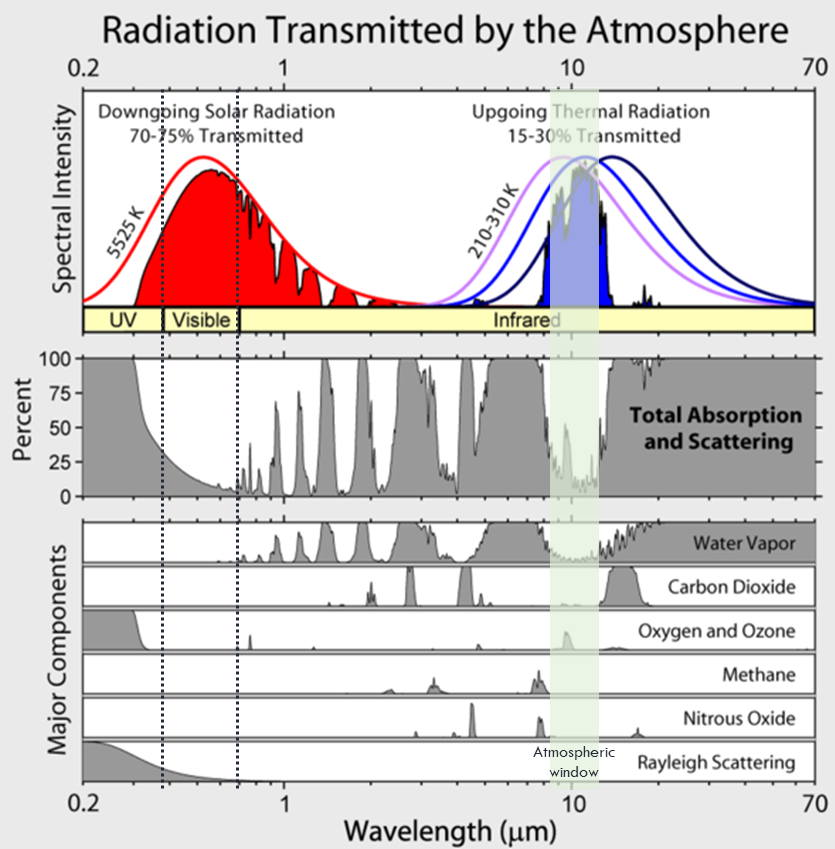 Radiation Transmitted by the Atmosphere
0.2 1 10 70
Spectral Intensity
Downgoing Solar Radiation
70-75% Transmitted
Upgoing Thermal Radiation
15-30% Transmitted
5525 K
210-310 K
UV Visible Infrared
Percent
100
75
50
25
0
Total Absorption
and Scattering
Major Components
Water Vapor
Carbon Dioxide
Oxygen and Ozone
Methane
Nitrous Oxide
Atmospheric
window
Rayleigh Scattering
0.2 1 10 70
Wavelength (μm)